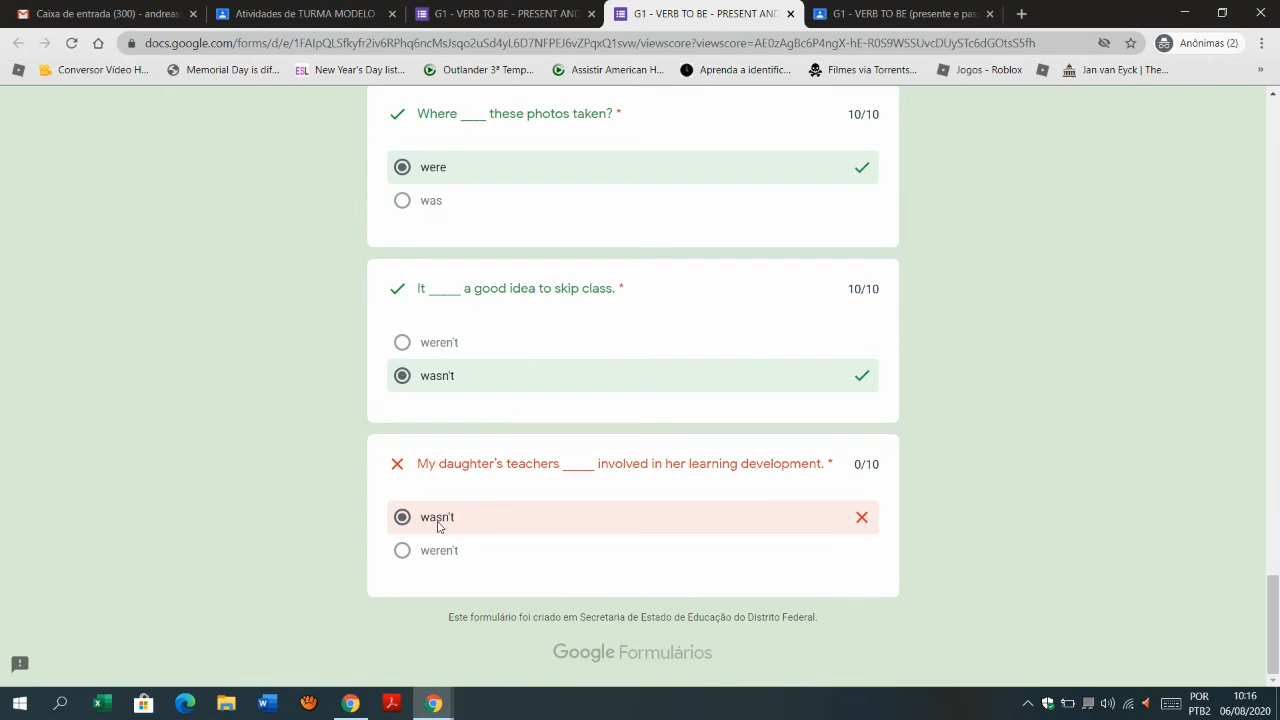 Caixa de entrada (300) - andreas
Atividades de TURMA MODELO
G1 - VERB TO BE - PRESENT AND
G1 - VERB TO BE - PRESENT AND
G1 - VERB TO BE (presente e pas
docs.google.com/forms/d/e/1FAIpQLSfkyfr2iv6RPhq6ncMsJsqo2uSd4yL6D7NFPEJ6vZPqxQ1svw/viewscore?viewscore=AE0zAgBc6P4ngX-hE-R0S9WSSUvcDUySTc6dGOtsS5fh
Anônimas (2)
Conversor Vídeo H...
Memorial Day is dif...
ESL New Year's Day list...
Outlander 3ª Temp...
Assistir American H...
Aprenda a identific...
Filmes via Torrents...
Jogos - Roblox
Jan van Eyck | The...
»
Where ____ these photos taken? *
10/10
were
was
It _____ a good idea to skip class. *
10/10
weren't
wasn't
My daughter's teachers _____ involved in her learning development. *
0/10
wasn't
weren't
Este formulário foi criado em Secretaria de Estado de Educação do Distrito Federal.
Google Formulários
POR
PTB2
10:16
06/08/2020